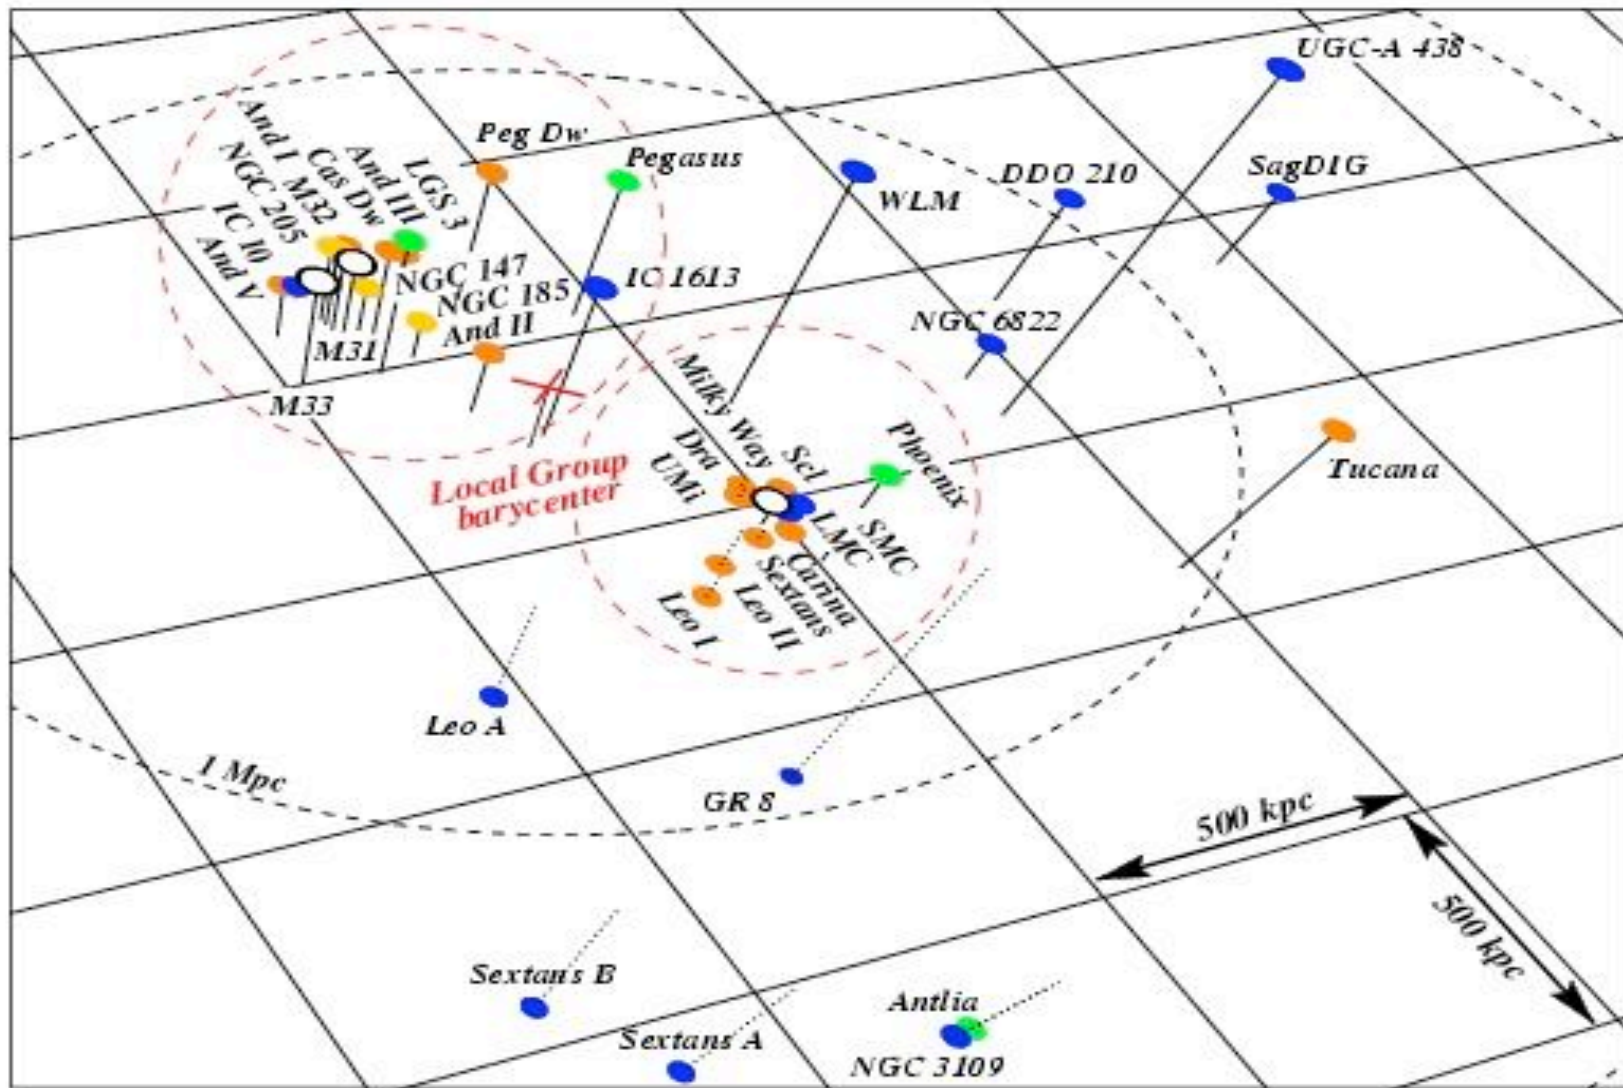 UGC-A 438
Peg Dw
Pegasus
DDO 210
SagDIG
WLM
And I
M32
Cas Dw
And III
LGS 3
NGC 205
IC 10
And V
NGC 147
NGC 185
And II
IC 1613
M31
M33
NGC 6822
Milky Way
Dra
UMi
Scl
Phoenix
Tucana
Local Group
barycenter
LMC
SMC
Carina
Sextans
Leo II
Leo I
Leo A
1 Mpc
GR 8
500 kpc
500 kpc
Sextans B
Sextans A
Antlia
NGC 3109